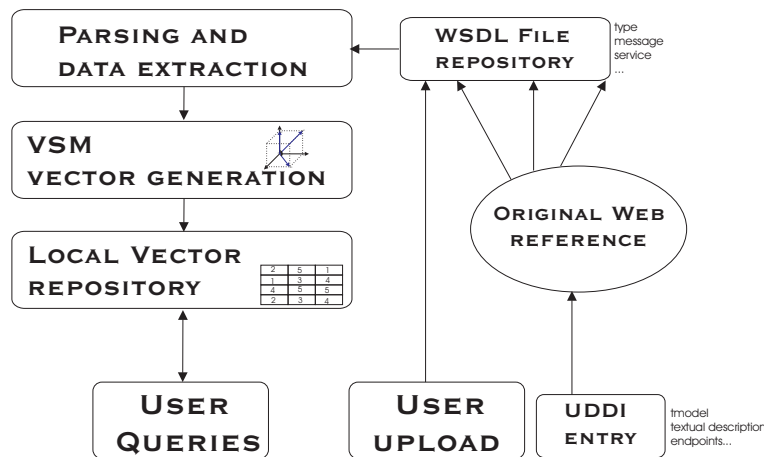 PARSING AND
DATA EXTRACTION
WSDL FILE
REPOSITORY
type
message
service
...
VSM
VECTOR GENERATION
ORIGINAL WEB
REFERENCE
LOCAL VECTOR
REPOSITORY
2 5 1
1 3 4
4 5 5
2 3 4
USER
QUERIES
USER
UPLOAD
UDDI
ENTRY
tmodel
textual description
endpoints...